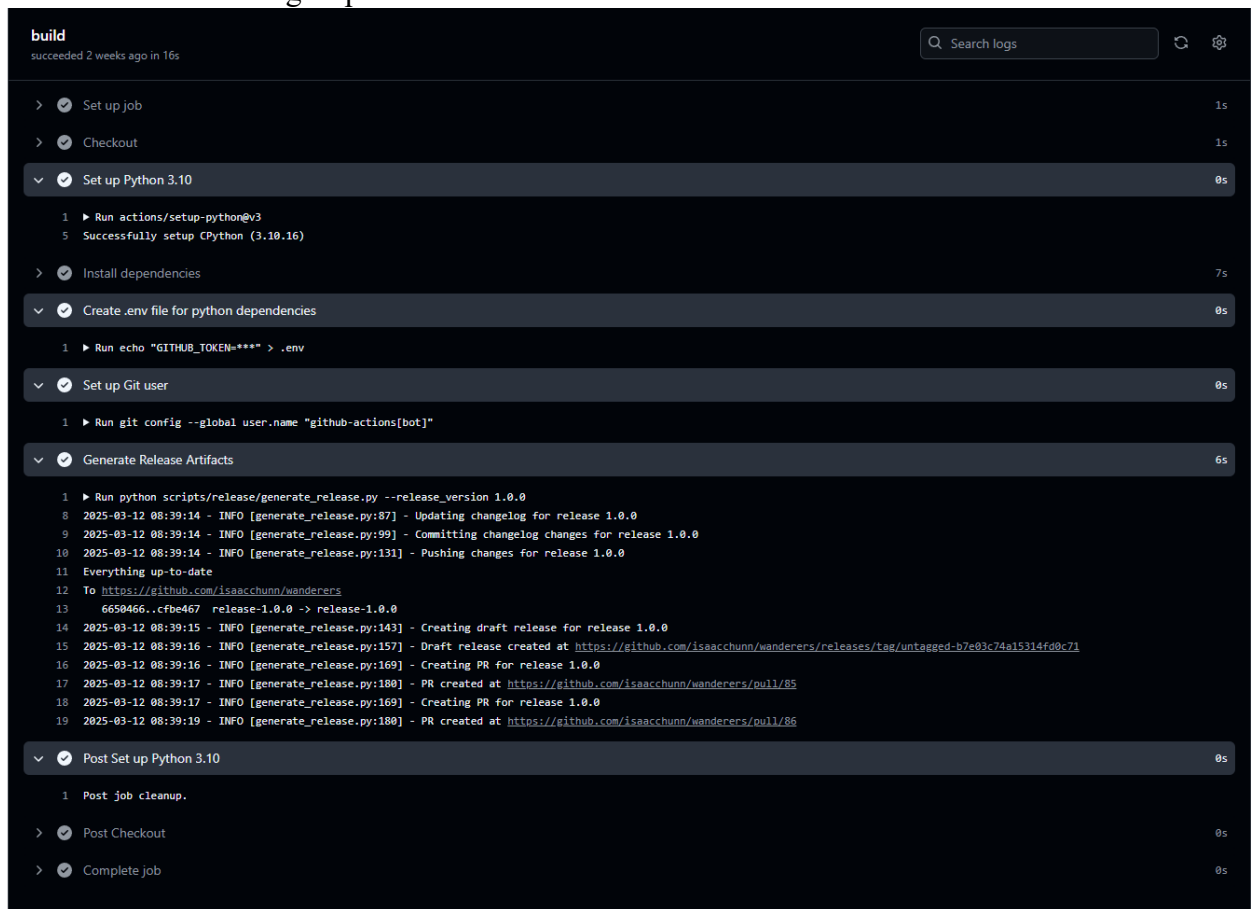 build
succeeded 2 weeks ago in 16s
Search logs
Set up job 1s
Checkout 1s
Set up Python 3.10 0s
1 ▶ Run actions/setup-python@v3
5 Successfully setup CPython (3.10.16)
Install dependencies 7s
Create .env file for python dependencies 0s
1 ▶ Run echo "GITHUB_TOKEN=***" > .env
Set up Git user 0s
1 ▶ Run git config --global user.name "github-actions[bot]"
Generate Release Artifacts 6s
1 ▶ Run python scripts/release/generate_release.py --release_version 1.0.0
8 2025-03-12 08:39:14 - INFO [generate_release.py:87] - Updating changelog for release 1.0.0
9 2025-03-12 08:39:14 - INFO [generate_release.py:99] - Committing changelog changes for release 1.0.0
10 2025-03-12 08:39:14 - INFO [generate_release.py:131] - Pushing changes for release 1.0.0
11 Everything up-to-date
12 To https://github.com/isaacchunn/wanderers
13 6650466..cfbe467 release-1.0.0 -> release-1.0.0
14 2025-03-12 08:39:15 - INFO [generate_release.py:143] - Creating draft release for release 1.0.0
15 2025-03-12 08:39:16 - INFO [generate_release.py:157] - Draft release created at https://github.com/isaacchunn/wanderers/releases/tag/untagged-b7e03c74a15314fd0c71
16 2025-03-12 08:39:16 - INFO [generate_release.py:169] - Creating PR for release 1.0.0
17 2025-03-12 08:39:17 - INFO [generate_release.py:180] - PR created at https://github.com/isaacchunn/wanderers/pull/85
18 2025-03-12 08:39:17 - INFO [generate_release.py:169] - Creating PR for release 1.0.0
19 2025-03-12 08:39:19 - INFO [generate_release.py:180] - PR created at https://github.com/isaacchunn/wanderers/pull/86
Post Set up Python 3.10 0s
1 Post job cleanup.
Post Checkout 0s
Complete job 0s